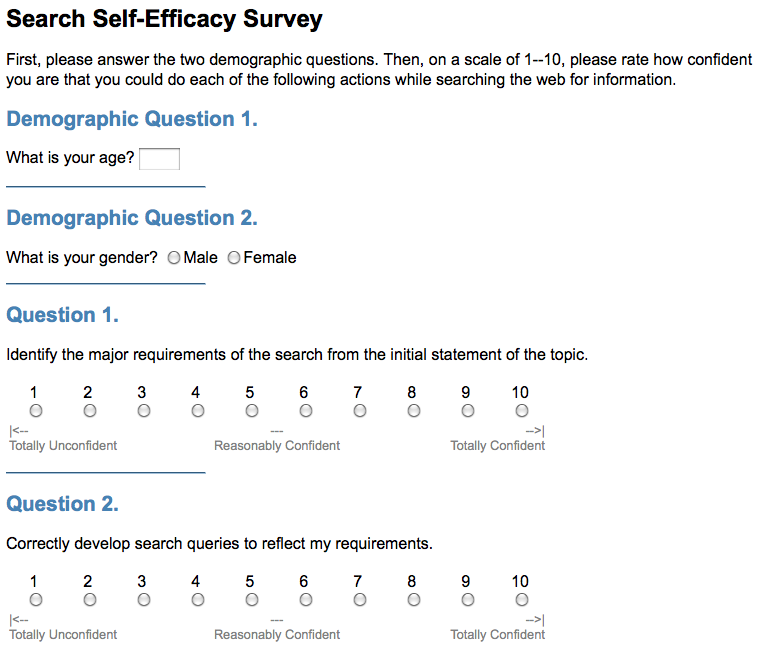 Search Self-Efficacy Survey
First, please answer the two demographic questions. Then, on a scale of 1--10, please rate how confident
you are that you could do each of the following actions while searching the web for information.
Demographic Question 1.
What is your age?
Demographic Question 2.
What is your gender? Male Female
Question 1.
Identify the major requirements of the search from the initial statement of the topic.
1 2 3 4 5 6 7 8 9 10
|<-- --- -->|
Totally Unconfident Reasonably Confident Totally Confident
Question 2.
Correctly develop search queries to reflect my requirements.
1 2 3 4 5 6 7 8 9 10
|<-- --- -->|
Totally Unconfident Reasonably Confident Totally Confident